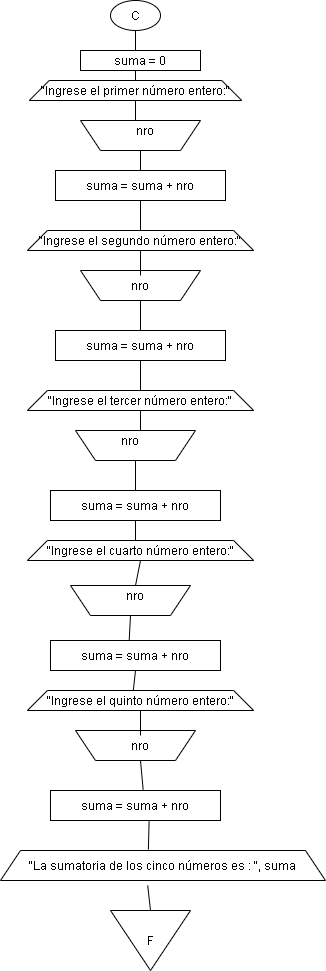 C
suma = 0
"Ingrese el primer número entero:"
nro
suma = suma + nro
"Ingrese el segundo número entero:"
nro
suma = suma + nro
"Ingrese el tercer número entero:"
nro
suma = suma + nro
"Ingrese el cuarto número entero:"
nro
suma = suma + nro
"Ingrese el quinto número entero:"
nro
suma = suma + nro
"La sumatoria de los cinco números es : ", suma
F